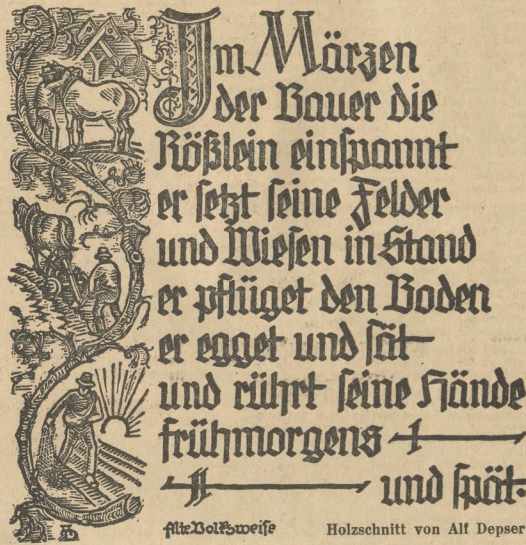 Im Märzen
der Bauer die
Rößlein einspannt
er setzt seine Felder
und Wiesen in Stand
er pflüget den Boden
er egget und sät
und rührt seine Hände
frühmorgens
und spät.
Alte Volksweise Holzschnitt von Alf Depser